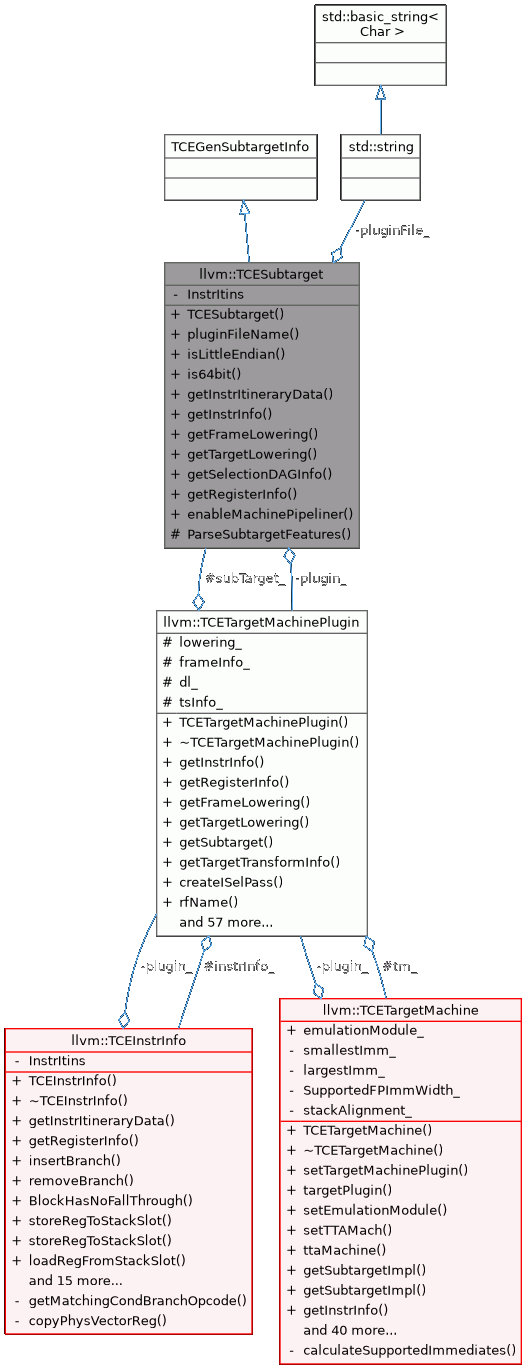 std::basic_string<
Char >
TCEGenSubtargetInfo
std::string
-pluginFile_
llvm::TCESubtarget
- InstrItins
+ TCESubtarget()
+ pluginFileName()
+ isLittleEndian()
+ is64bit()
+ getInstrItineraryData()
+ getInstrInfo()
+ getFrameLowering()
+ getTargetLowering()
+ getSelectionDAGInfo()
+ getRegisterInfo()
+ enableMachinePipeliner()
# ParseSubtargetFeatures()
#subTarget_
-plugin_
llvm::TCETargetMachinePlugin
# lowering_
# frameInfo_
# dl_
# tsInfo_
+ TCETargetMachinePlugin()
+ ~TCETargetMachinePlugin()
+ getInstrInfo()
+ getRegisterInfo()
+ getFrameLowering()
+ getTargetLowering()
+ getSubtarget()
+ getTargetTransformInfo()
+ createISelPass()
+ rfName()
and 57 more...
-plugin_
#instrInfo_
-plugin_
#tm_
llvm::TCEInstrInfo
- InstrItins
+ TCEInstrInfo()
+ ~TCEInstrInfo()
+ getInstrItineraryData()
+ getRegisterInfo()
+ insertBranch()
+ removeBranch()
+ BlockHasNoFallThrough()
+ storeRegToStackSlot()
+ storeRegToStackSlot()
+ loadRegFromStackSlot()
and 15 more...
- getMatchingCondBranchOpcode()
- copyPhysVectorReg()
llvm::TCETargetMachine
+ emulationModule_
- smallestImm_
- largestImm_
- SupportedFPImmWidth_
- stackAlignment_
+ TCETargetMachine()
+ ~TCETargetMachine()
+ setTargetMachinePlugin()
+ targetPlugin()
+ setEmulationModule()
+ setTTAMach()
+ ttaMachine()
+ getSubtargetImpl()
+ getSubtargetImpl()
+ getInstrInfo()
and 40 more...
- calculateSupportedImmediates()